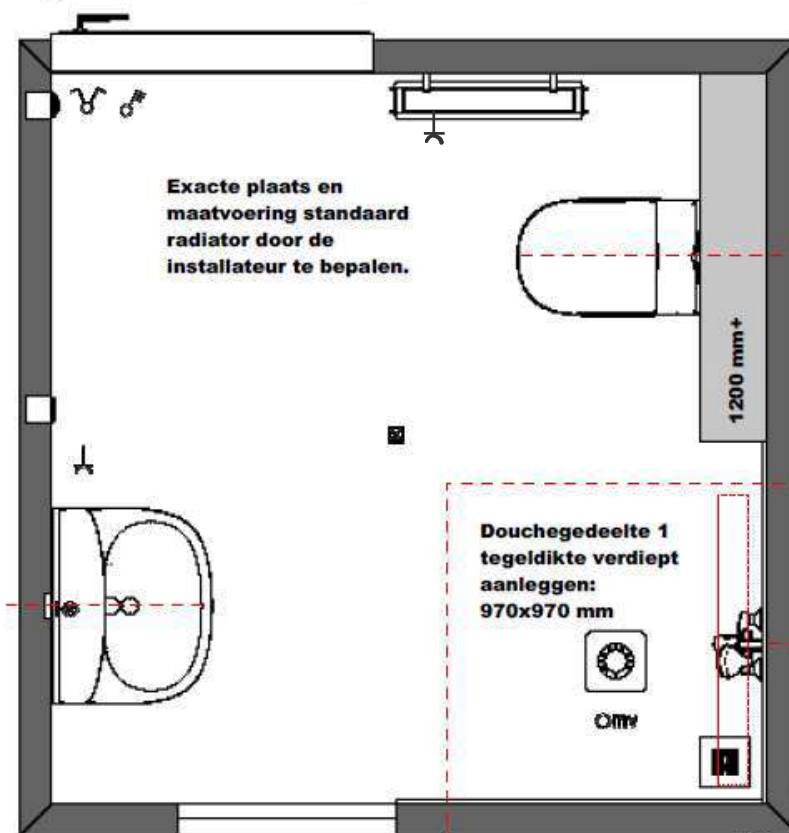 Exacte plaats en
maatvoering standaard
radiator door de
installateur te bepalen.
1200 mm+
Douchegedeelte 1
tegeldikte verdiept
aanleggen:
970x970 mm
mv